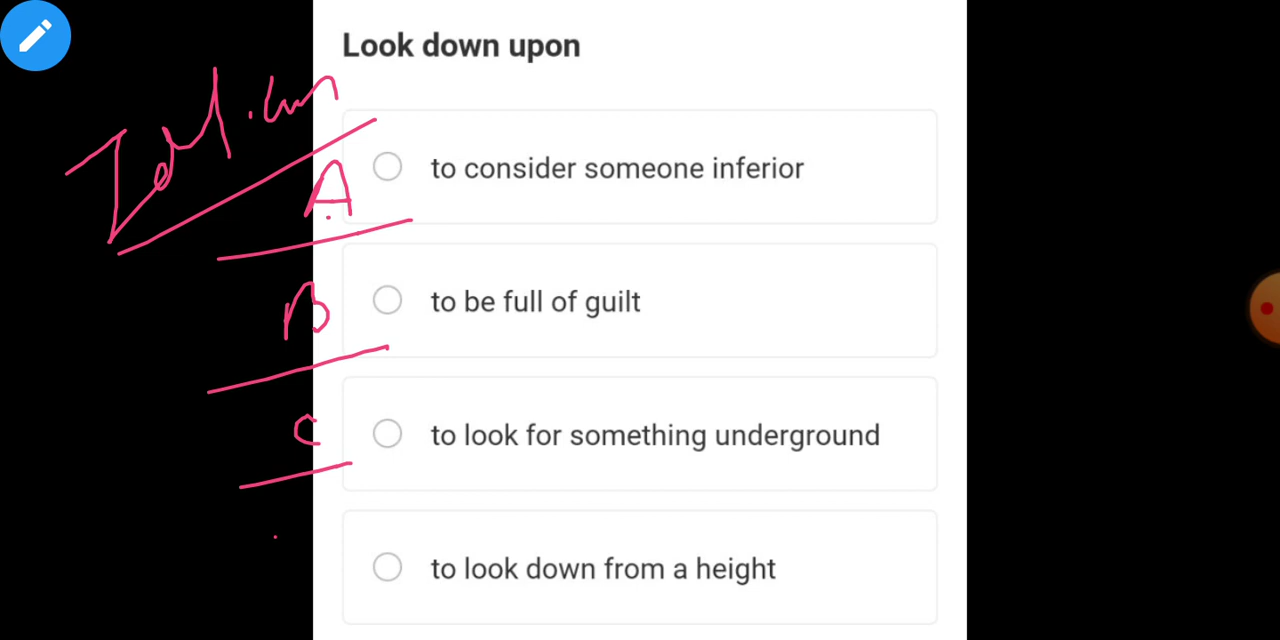 Look down upon
A to consider someone inferior
B to be full of guilt
C to look for something underground
to look down from a height